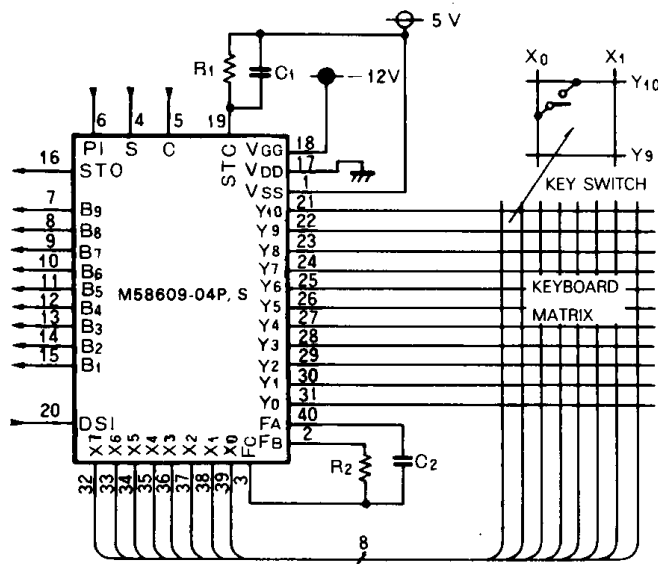 5 V
R1
C1
-12V
X0
X1
Y10
Y9
KEY SWITCH
6
4
5
19
PI
S
C
STC
18
VGG
17
VDD
1
VSS
16
STO
7
B9
8
B8
9
B7
10
B6
11
B5
12
B4
13
B3
14
B2
15
B1
20
DSI
M58609-04P, S
21
Y10
22
Y9
23
Y8
24
Y7
25
Y6
26
Y5
27
Y4
28
Y3
29
Y2
30
Y1
31
Y0
40
FA
2
FB
KEYBOARD
MATRIX
X7
X6
X5
X4
X3
X2
X1
X0
FC
32
33
34
35
36
37
38
39
3
R2
C2
8